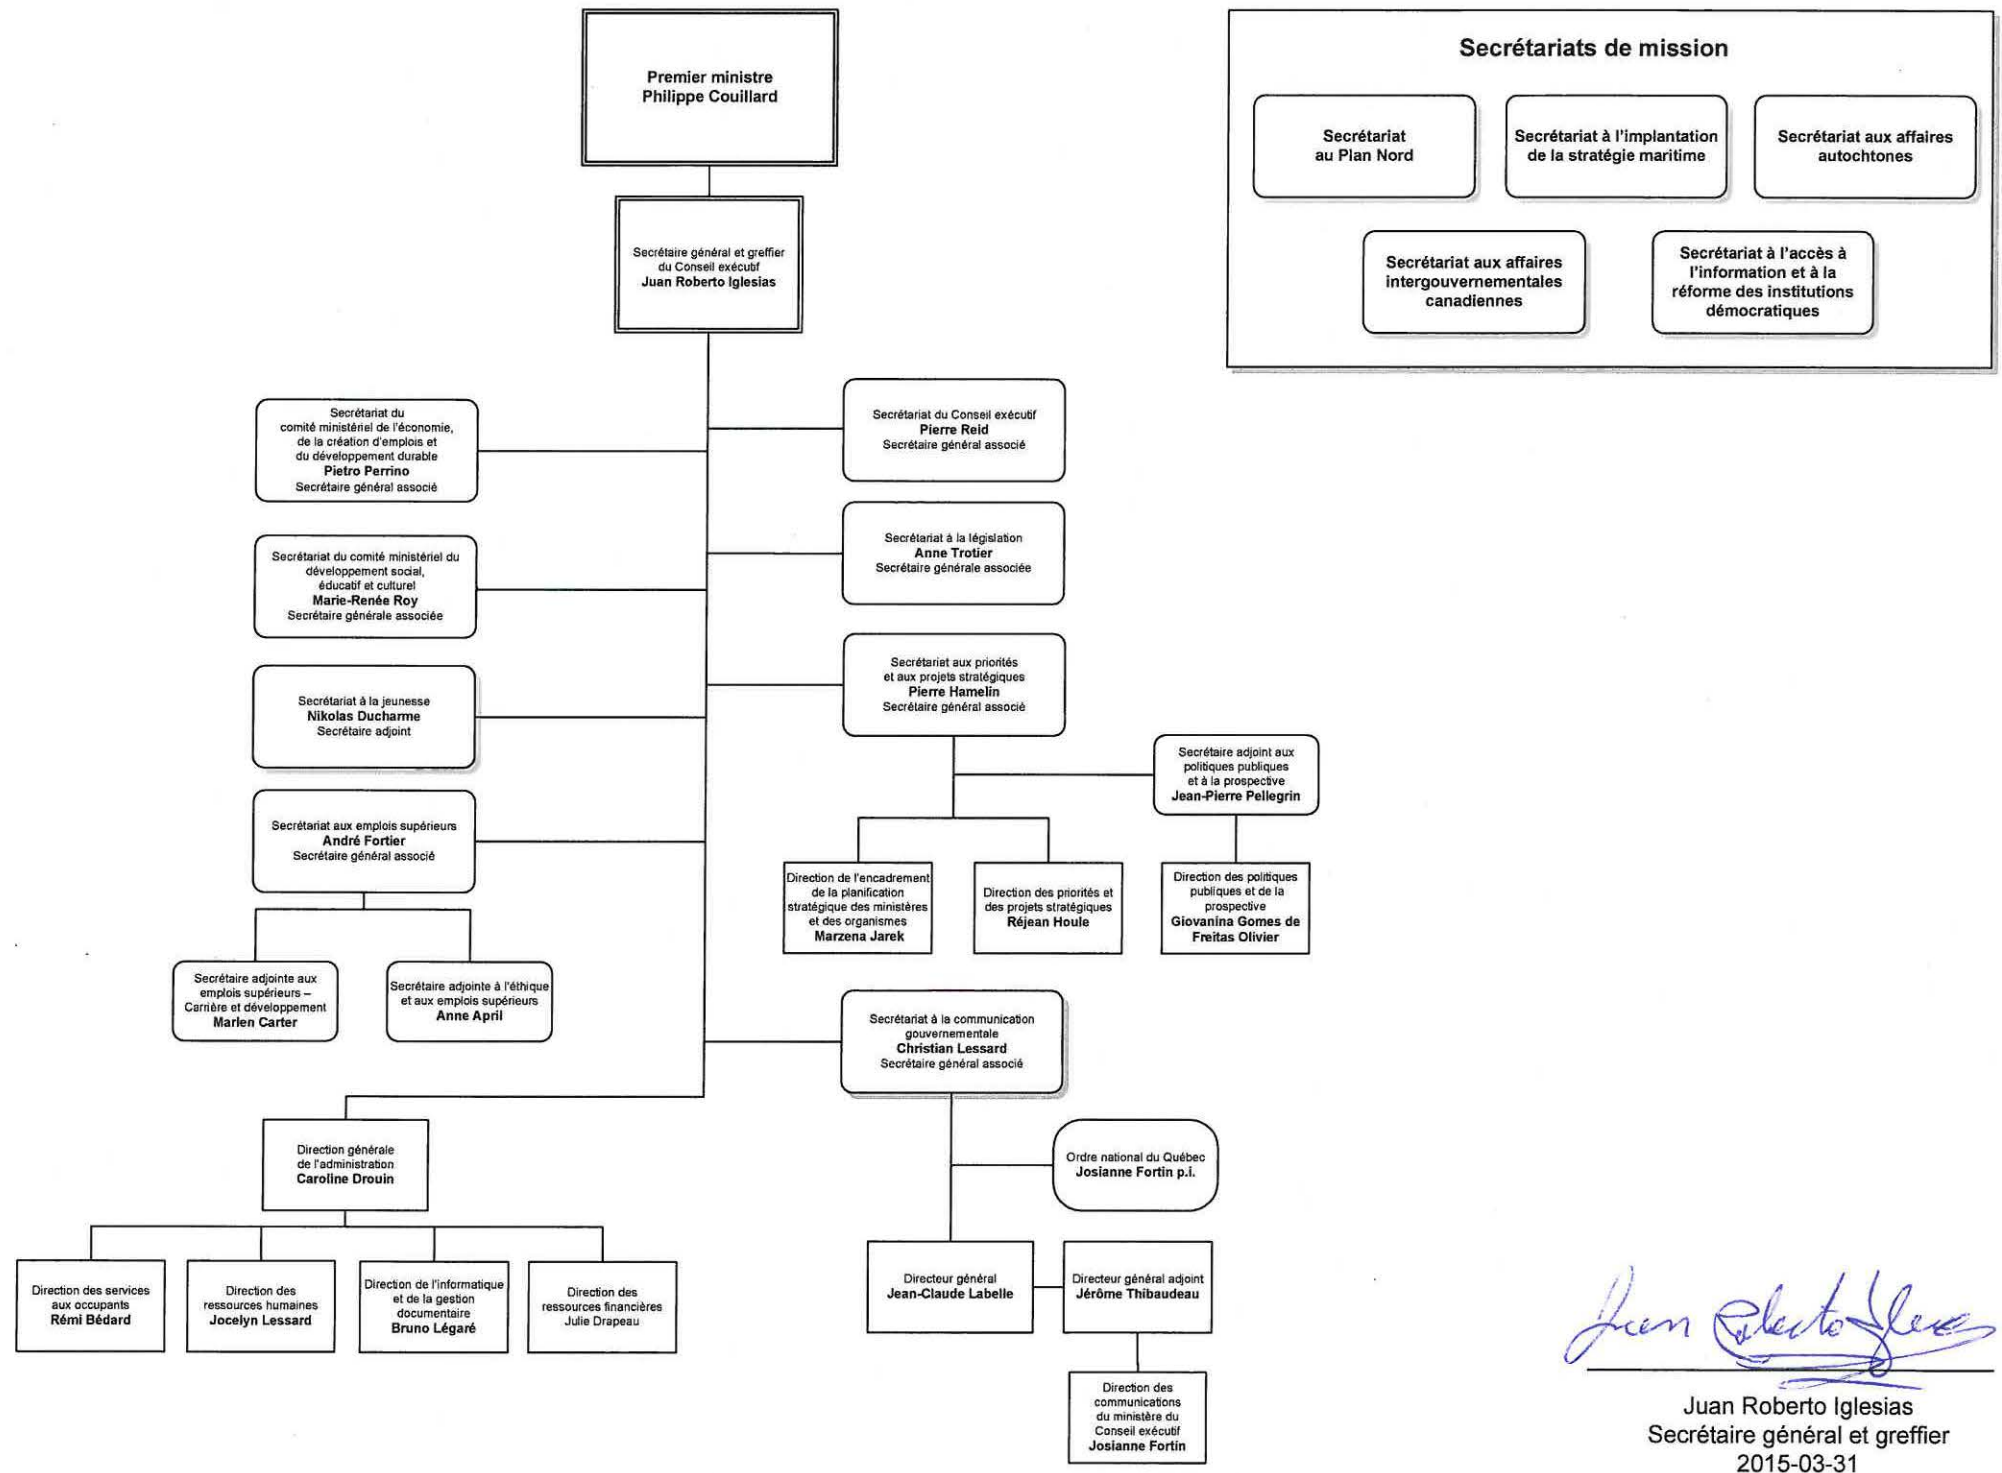 Premier ministre
Philippe Couillard
Secrétaire général et greffier
du Conseil exécutif
Juan Roberto Iglesias
Secrétariats de mission
Secrétariat
au Plan Nord
Secrétariat à l'implantation
de la stratégie maritime
Secrétariat aux affaires
autochtones
Secrétariat aux affaires
intergouvernementales
canadiennes
Secrétariat à l'accès à
l'information et à la
réforme des institutions
démocratiques
Secrétariat du
comité ministériel de l'économie,
de la création d'emplois et
du développement durable
Pietro Perrino
Secrétaire général associé
Secrétariat du Conseil exécutif
Pierre Reid
Secrétaire général associé
Secrétariat du comité ministériel du
développement social,
éducatif et culturel
Marie-Renée Roy
Secrétaire générale associée
Secrétariat à la législation
Anne Trotier
Secrétaire générale associée
Secrétariat à la jeunesse
Nikolas Ducharme
Secrétaire adjoint
Secrétariat aux priorités
et aux projets stratégiques
Pierre Hamelin
Secrétaire général associé
Secrétaire adjoint aux
politiques publiques
et à la prospective
Jean-Pierre Pellegrin
Secrétariat aux emplois supérieurs
André Fortier
Secrétaire général associé
Direction de l'encadrement
de la planification
stratégique des ministères
et des organismes
Marzena Jarek
Direction des priorités et
des projets stratégiques
Réjean Houle
Direction des politiques
publiques et de la
prospective
Giovanina Gomes de
Freitas Olivier
Secrétaire adjointe aux
emplois supérieurs –
Carrière et développement
Marlen Carter
Secrétaire adjointe à l'éthique
et aux emplois supérieurs
Anne April
Secrétariat à la communication
gouvernementale
Christian Lessard
Secrétaire général associé
Direction générale
de l'administration
Caroline Drouin
Ordre national du Québec
Josianne Fortin p.i.
Direction des services
aux occupants
Rémi Bédard
Direction des
ressources humaines
Jocelyn Lessard
Direction de l'informatique
et de la gestion
documentaire
Bruno Légaré
Direction des
ressources financières
Julie Drapeau
Directeur général
Jean-Claude Labelle
Directeur général adjoint
Jérôme Thibaudeau
Direction des
communications
du ministère du
Conseil exécutif
Josianne Fortin
Juan Roberto Iglesias
Juan Roberto Iglesias
Secrétaire général et greffier
2015-03-31